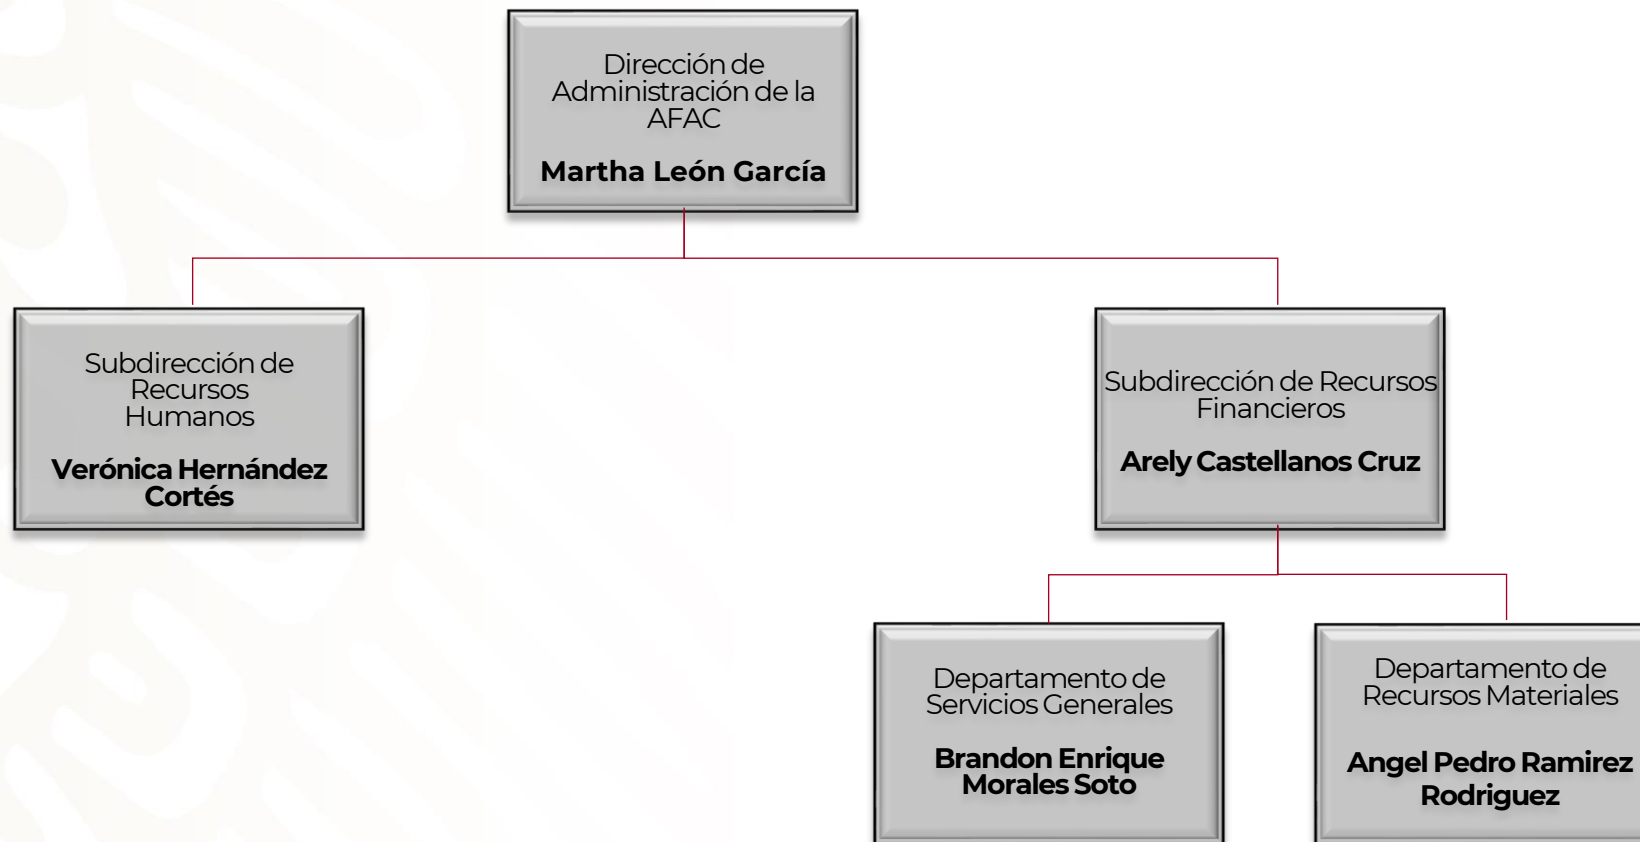 Dirección de
Administración de la
AFAC
Martha León García
Subdirección de
Recursos
Humanos
Verónica Hernández
Cortés
Subdirección de Recursos
Financieros
Arely Castellanos Cruz
Departamento de
Servicios Generales
Brandon Enrique
Morales Soto
Departamento de
Recursos Materiales
Angel Pedro Ramirez
Rodriguez